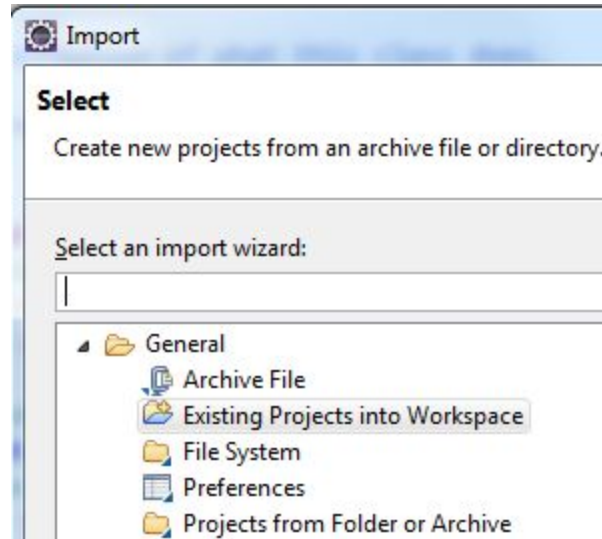 Import
Select
Create new projects from an archive file or directory.
Select an import wizard:
General
Archive File
Existing Projects into Workspace
File System
Preferences
Projects from Folder or Archive